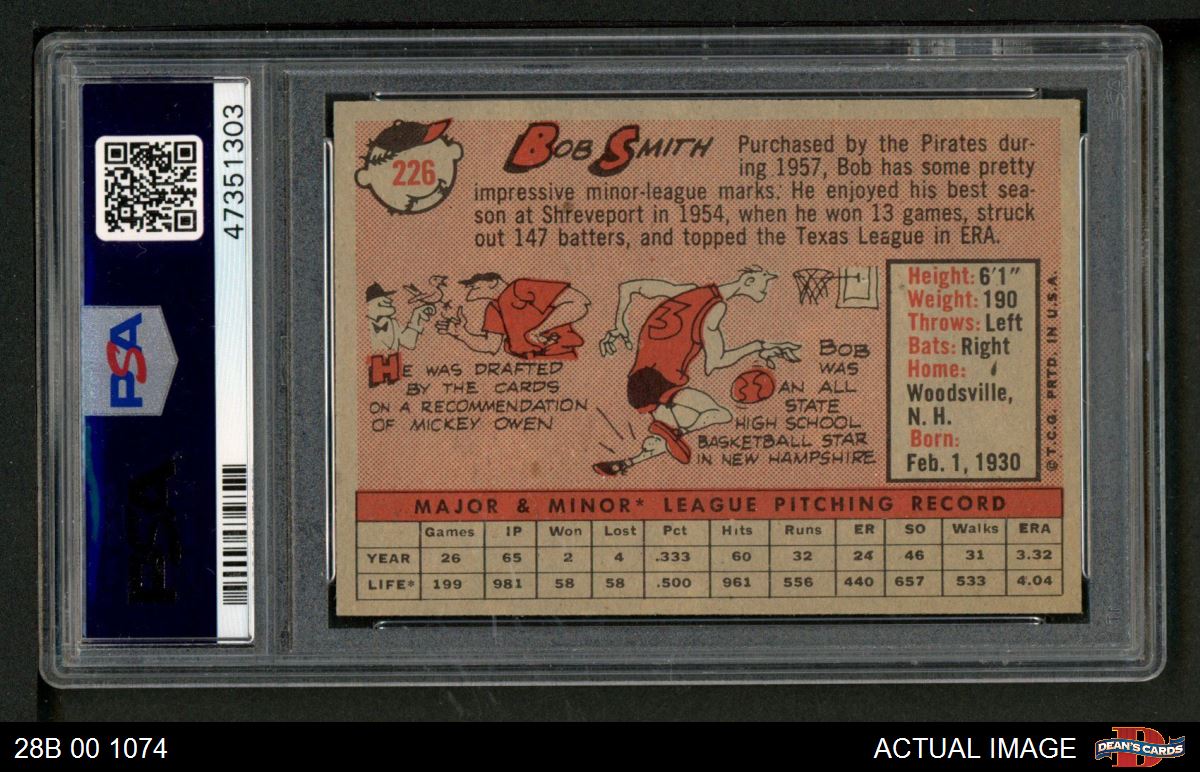 47351303
PSA
PSA
226
BOB SMITH
Purchased by the Pirates dur-
ing 1957, Bob has some pretty
impressive minor-league marks. He enjoyed his best sea-
son at Shreveport in 1954, when he won 13 games, struck
out 147 batters, and topped the Texas League in ERA.
HE WAS DRAFTED
BY THE CARDS
ON A RECOMMENDATION
OF MICKEY OWEN
BOB
WAS
AN ALL
STATE
HIGH SCHOOL
BASKETBALL STAR
IN NEW HAMPSHIRE
Height: 6'1"
Weight: 190
Throws: Left
Bats: Right
Home:
Woodsville,
N. H.
Born:
Feb. 1, 1930
©T.C.G. PRTD. IN U.S.A.
MAJOR & MINOR* LEAGUE PITCHING RECORD
Games IP Won Lost Pct Hits Runs ER SO Walks ERA
YEAR 26 65 2 4 .333 60 32 24 46 31 3.32
LIFE* 199 981 58 58 .500 961 556 440 657 533 4.04
28B 00 1074
ACTUAL IMAGE
D
DEAN'S CARDS